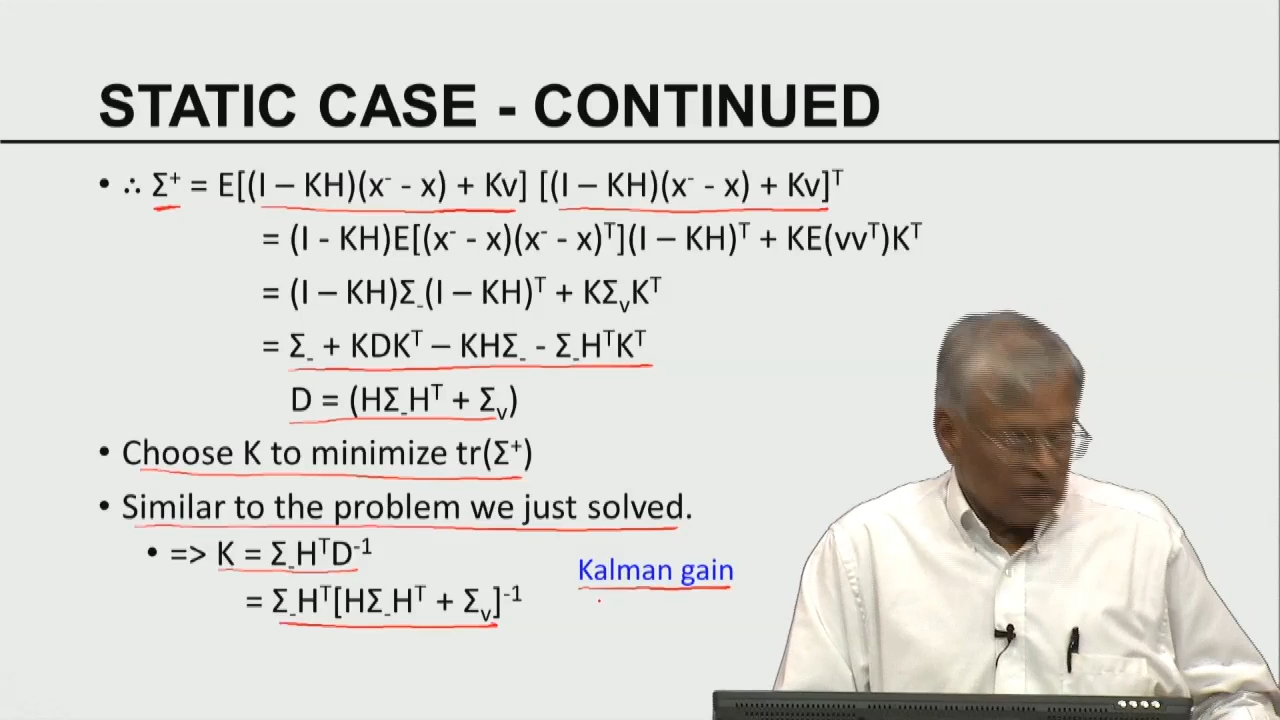 STATIC CASE - CONTINUED
• ∴ Σ⁺ = E[(I – KH)(x⁻ - x) + Kv] [(I – KH)(x⁻ - x) + Kv]ᵀ
= (I - KH)E[(x⁻ - x)(x⁻ - x)ᵀ](I – KH)ᵀ + KE(vvᵀ)Kᵀ
= (I – KH)Σ₋(I – KH)ᵀ + KΣᵥKᵀ
= Σ₋ + KDKᵀ – KHΣ₋ - Σ₋HᵀKᵀ
D = (HΣ₋Hᵀ + Σᵥ)
• Choose K to minimize tr(Σ⁺)
• Similar to the problem we just solved.
• => K = Σ₋HᵀD⁻¹
= Σ₋Hᵀ[HΣ₋Hᵀ + Σᵥ]⁻¹
Kalman gain